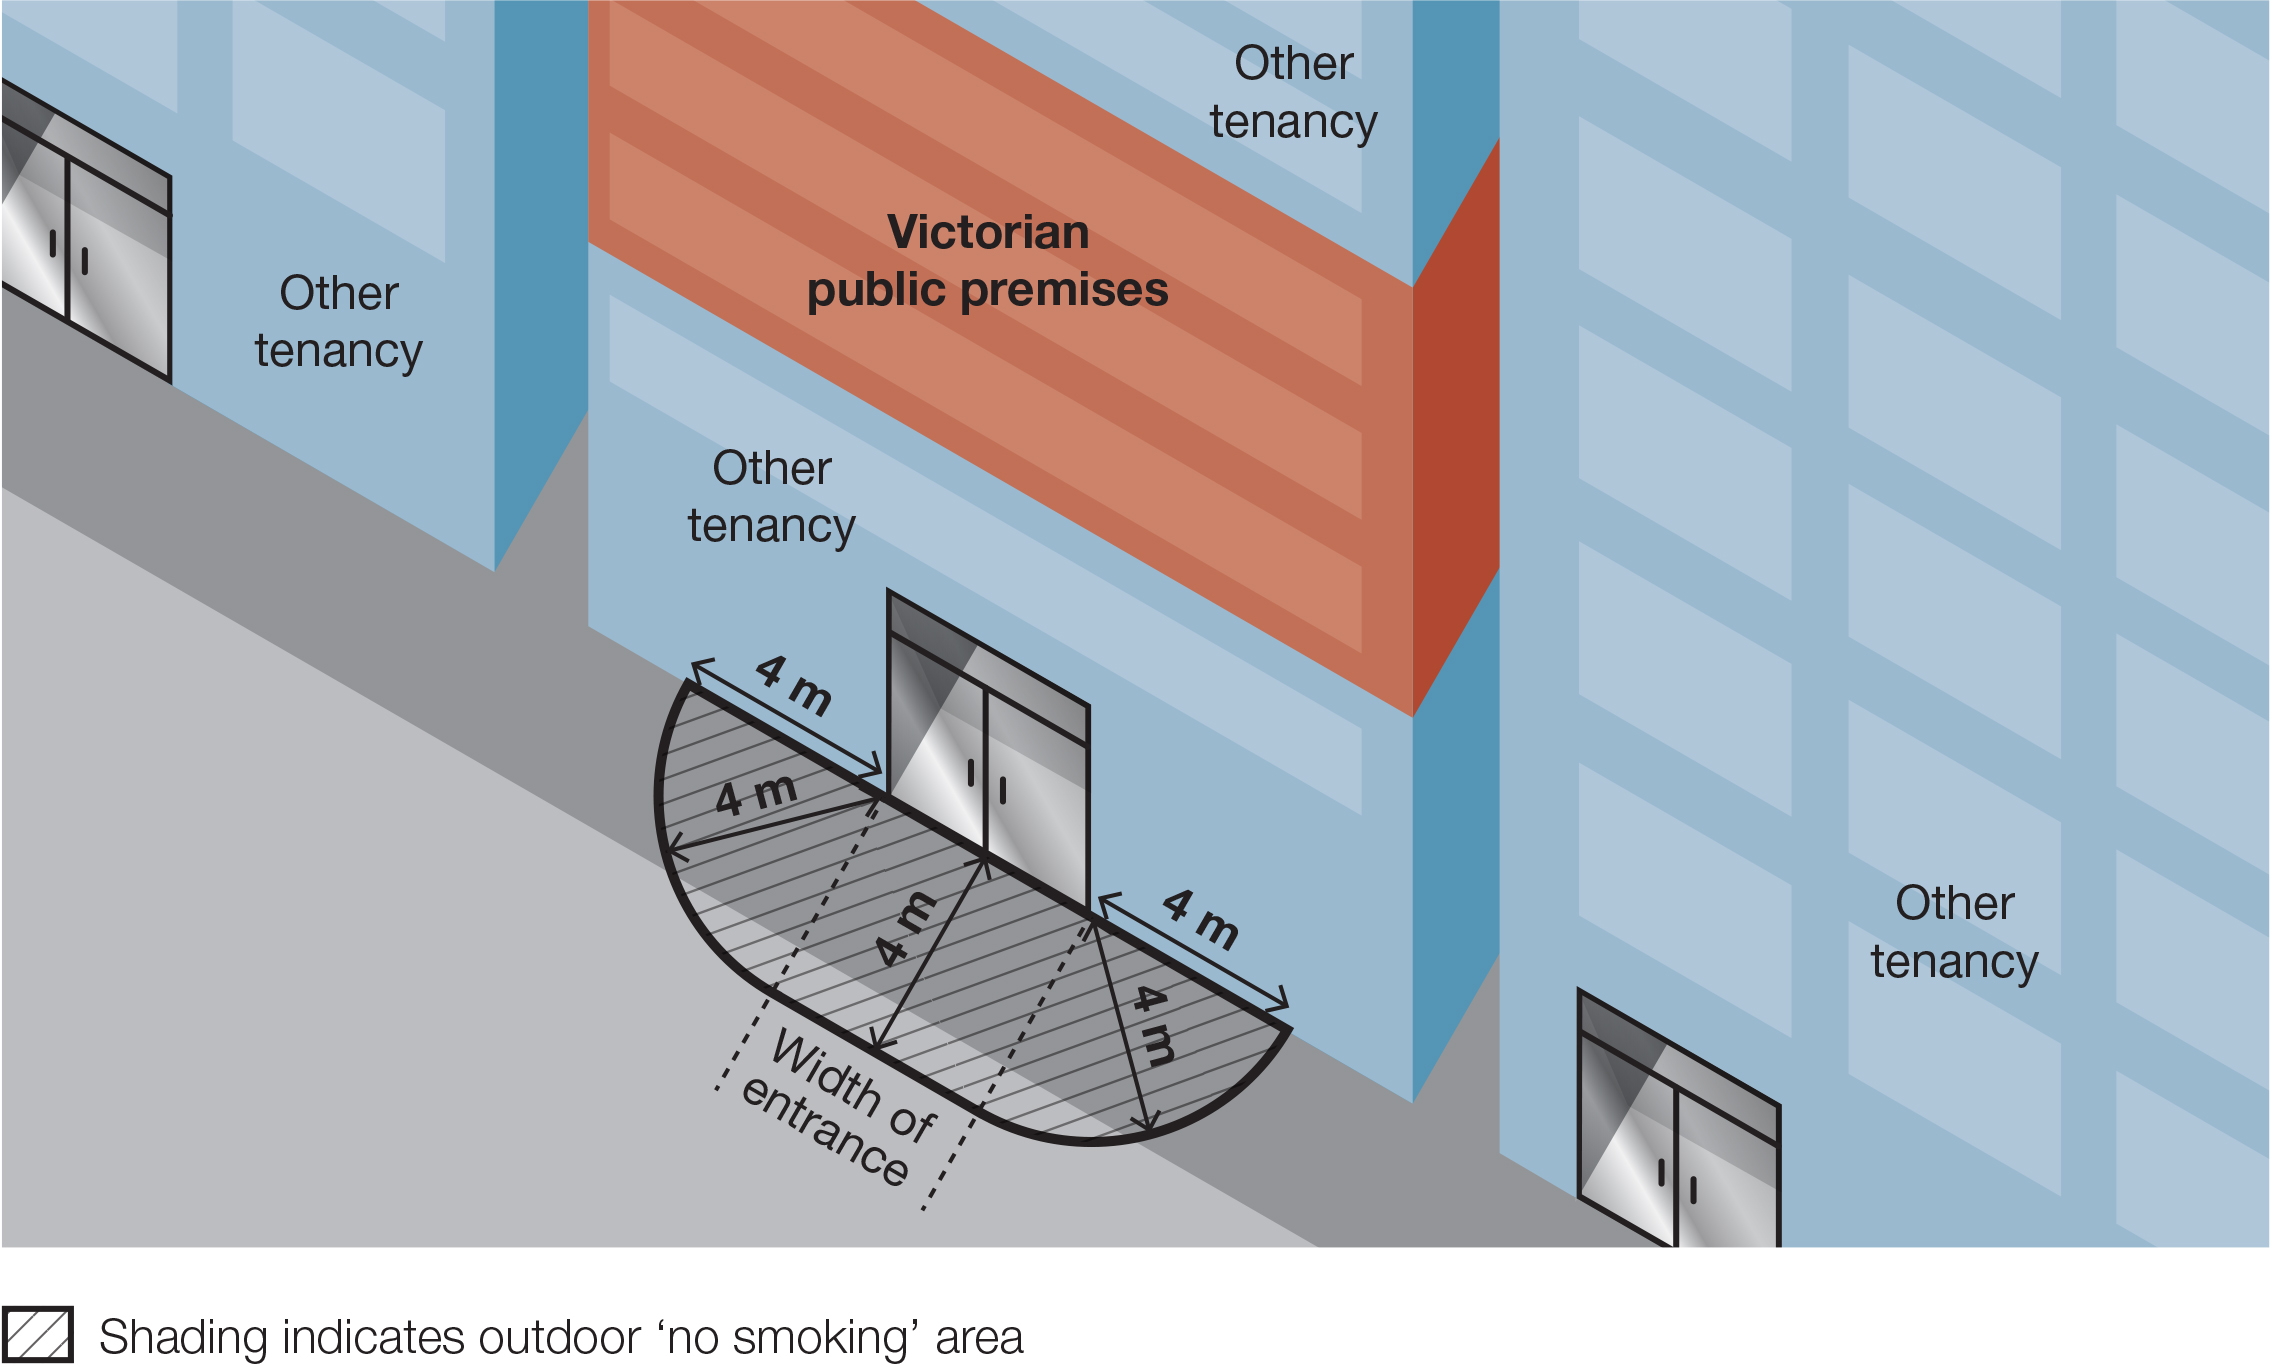 Other
tenancy
Victorian
public premises
Other
tenancy
Other
tenancy
4 m
4 m
4 m
4 m
4 m
Width of
entrance
Other
tenancy
Shading indicates outdoor ‘no smoking’ area